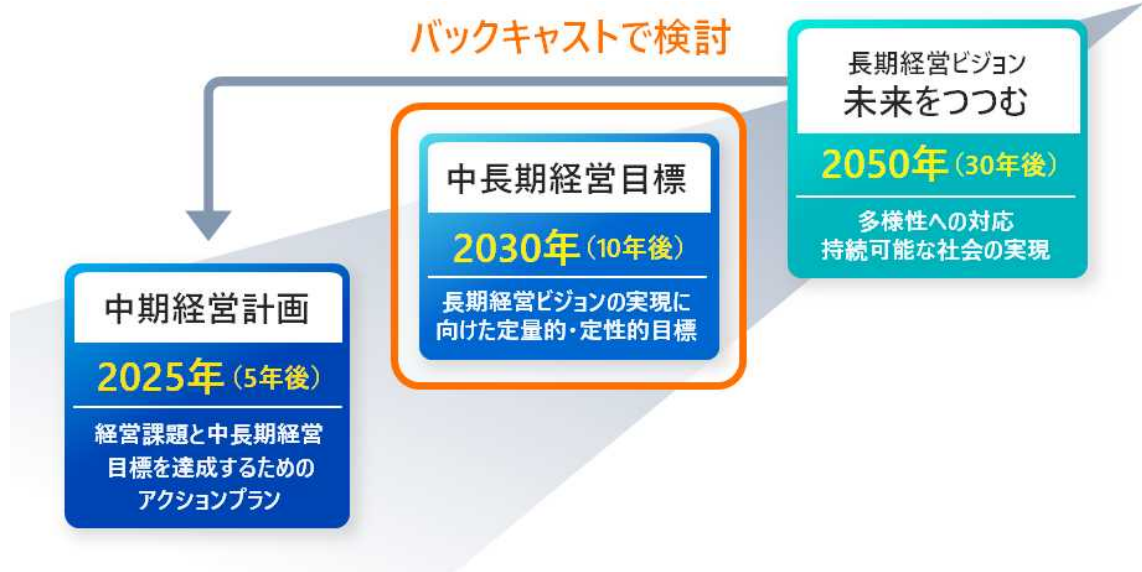 バックキャストで検討
長期経営ビジョン
未来をつつむ
2050年（30年後）
多様性への対応
持続可能な社会の実現
中長期経営目標
2030年（10年後）
長期経営ビジョンの実現に
向けた定量的・定性的目標
中期経営計画
2025年（5年後）
経営課題と中長期経営
目標を達成するための
アクションプラン